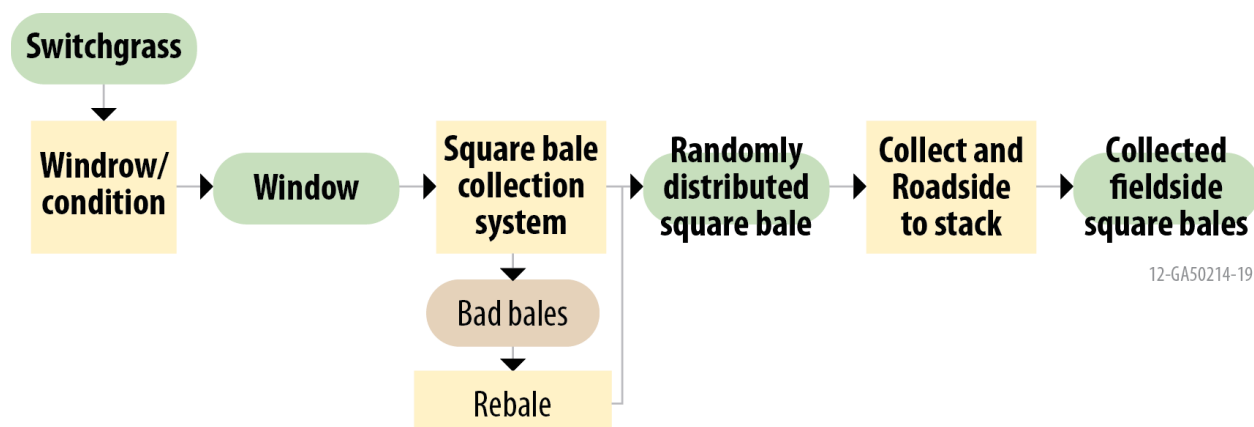 Switchgrass
Windrow/
condition
Window
Square bale
collection
system
Randomly
distributed
square bale
Collect and
Roadside
to stack
Collected
fieldside
square bales
12-GA50214-19
Bad bales
Rebale